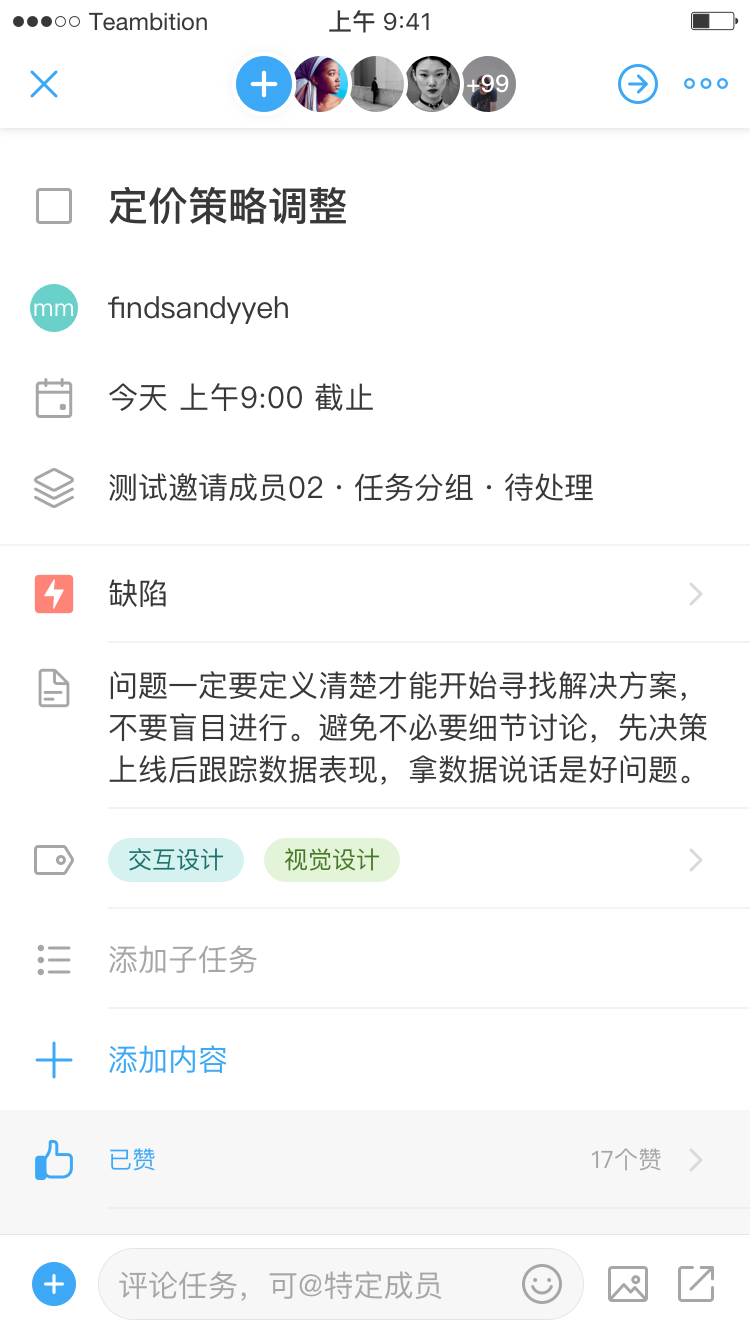 Teambition 上午 9:41
+99
定价策略调整
mm findsandyyeh
今天 上午9:00 截止
测试邀请成员02 · 任务分组 · 待处理
缺陷
问题一定要定义清楚才能开始寻找解决方案，
不要盲目进行。避免不必要细节讨论，先决策
上线后跟踪数据表现，拿数据说话是好问题。
交互设计 视觉设计
添加子任务
添加内容
已赞 17个赞
评论任务，可@特定成员